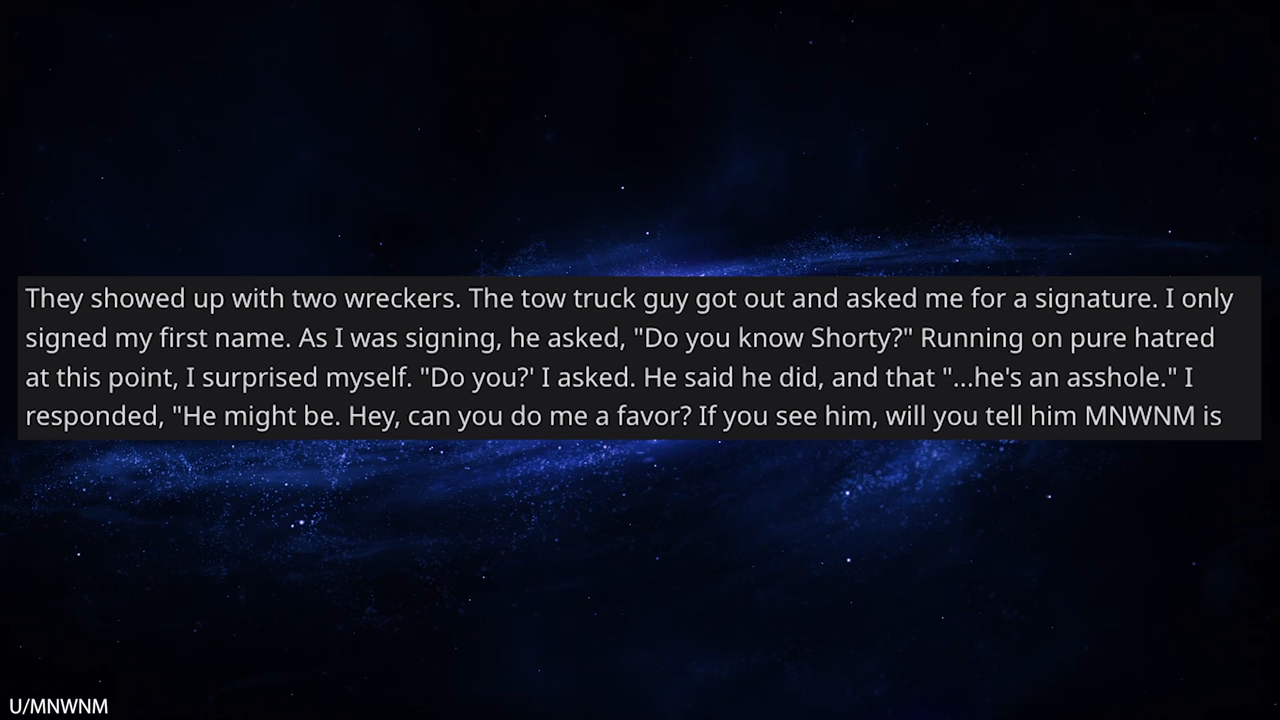 They showed up with two wreckers. The tow truck guy got out and asked me for a signature. I only
signed my first name. As I was signing, he asked, "Do you know Shorty?" Running on pure hatred
at this point, I surprised myself. "Do you?' I asked. He said he did, and that "...he's an asshole." I
responded, "He might be. Hey, can you do me a favor? If you see him, will you tell him MNWNM is
U/MNWNM